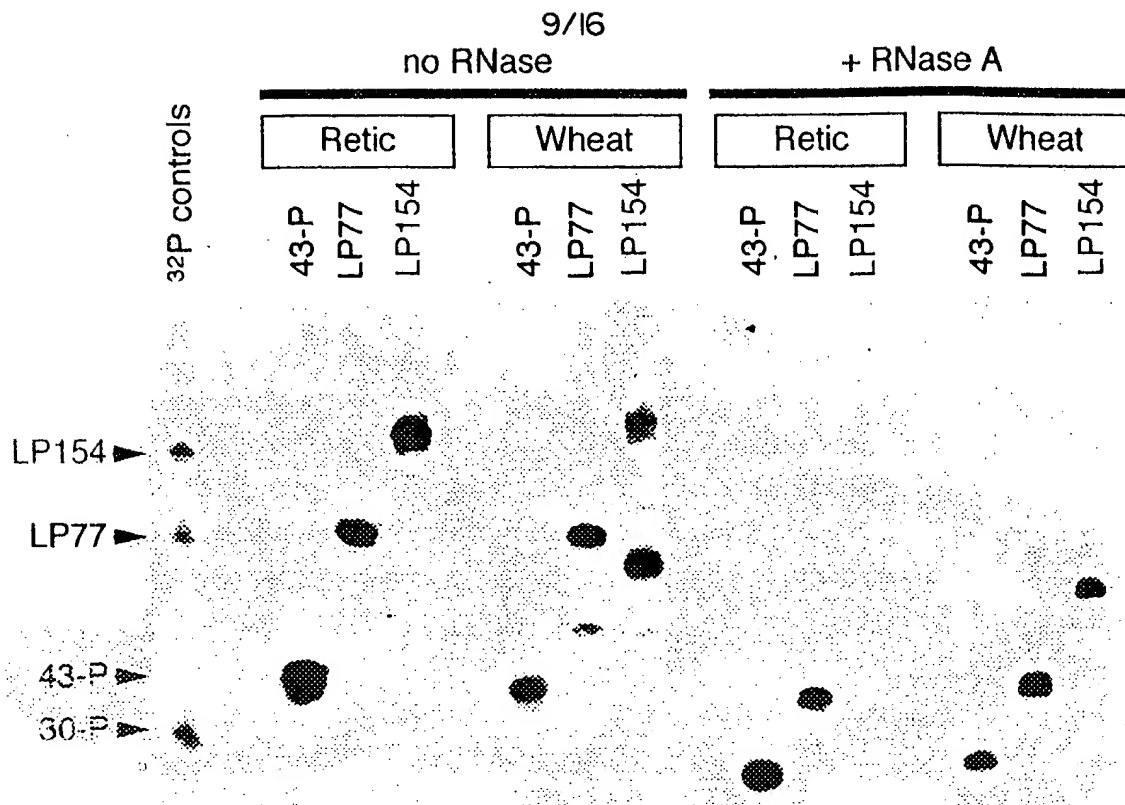 9/16
no RNase + RNase A
Retic Wheat Retic Wheat
32P controls 43-P LP77 LP154 43-P LP77 LP154 43-P LP77 LP154 43-P LP77 LP154
LP154
LP77
43-P
30-P